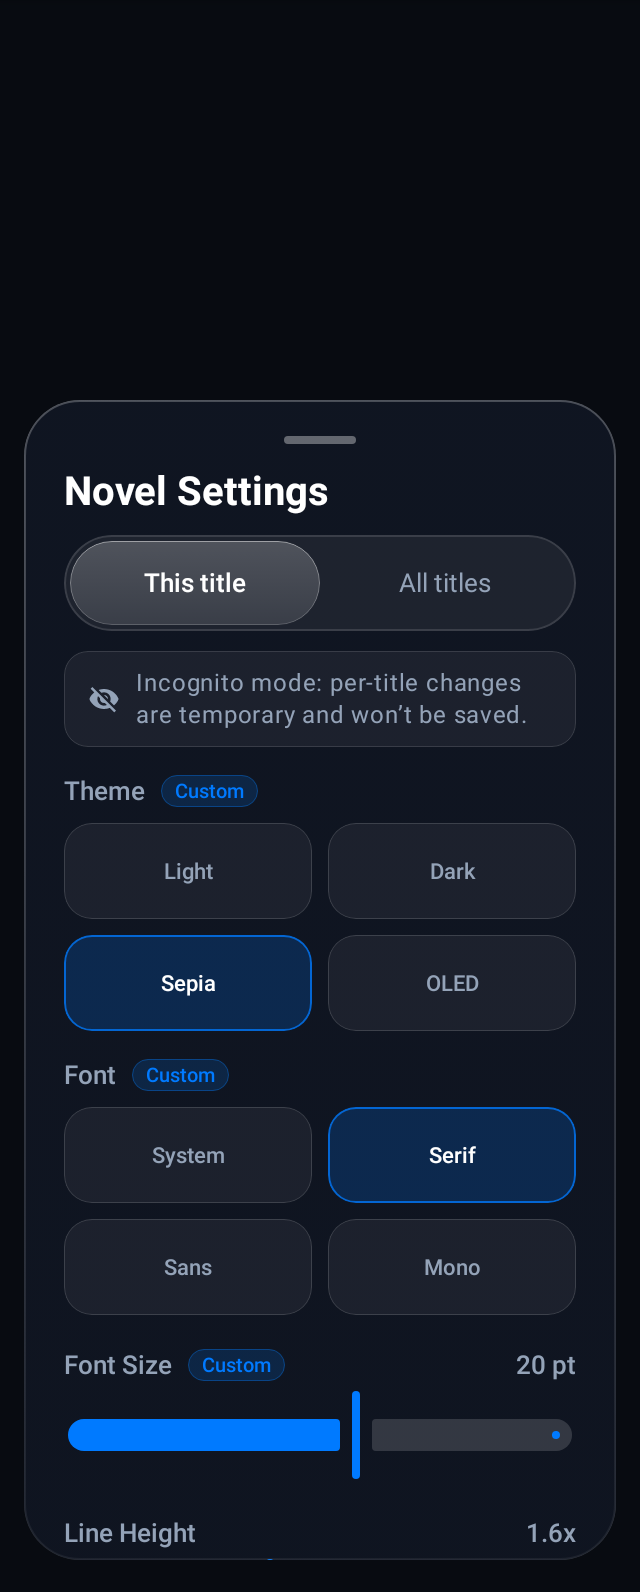 Novel Settings
This title
All titles
Incognito mode: per-title changes
are temporary and won’t be saved.
Theme
Custom
Light
Dark
Sepia
OLED
Font
Custom
System
Serif
Sans
Mono
Font Size
Custom
20 pt
Line Height
1.6x